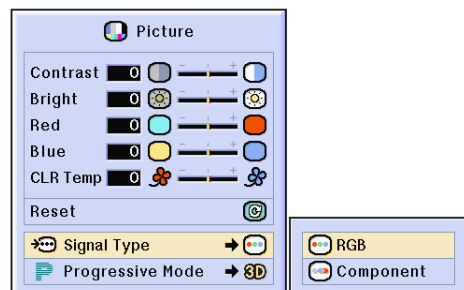 Picture
Contrast 0
Bright 0
Red 0
Blue 0
CLR Temp 0
Reset
Signal Type
Progressive Mode 3D
RGB
Component